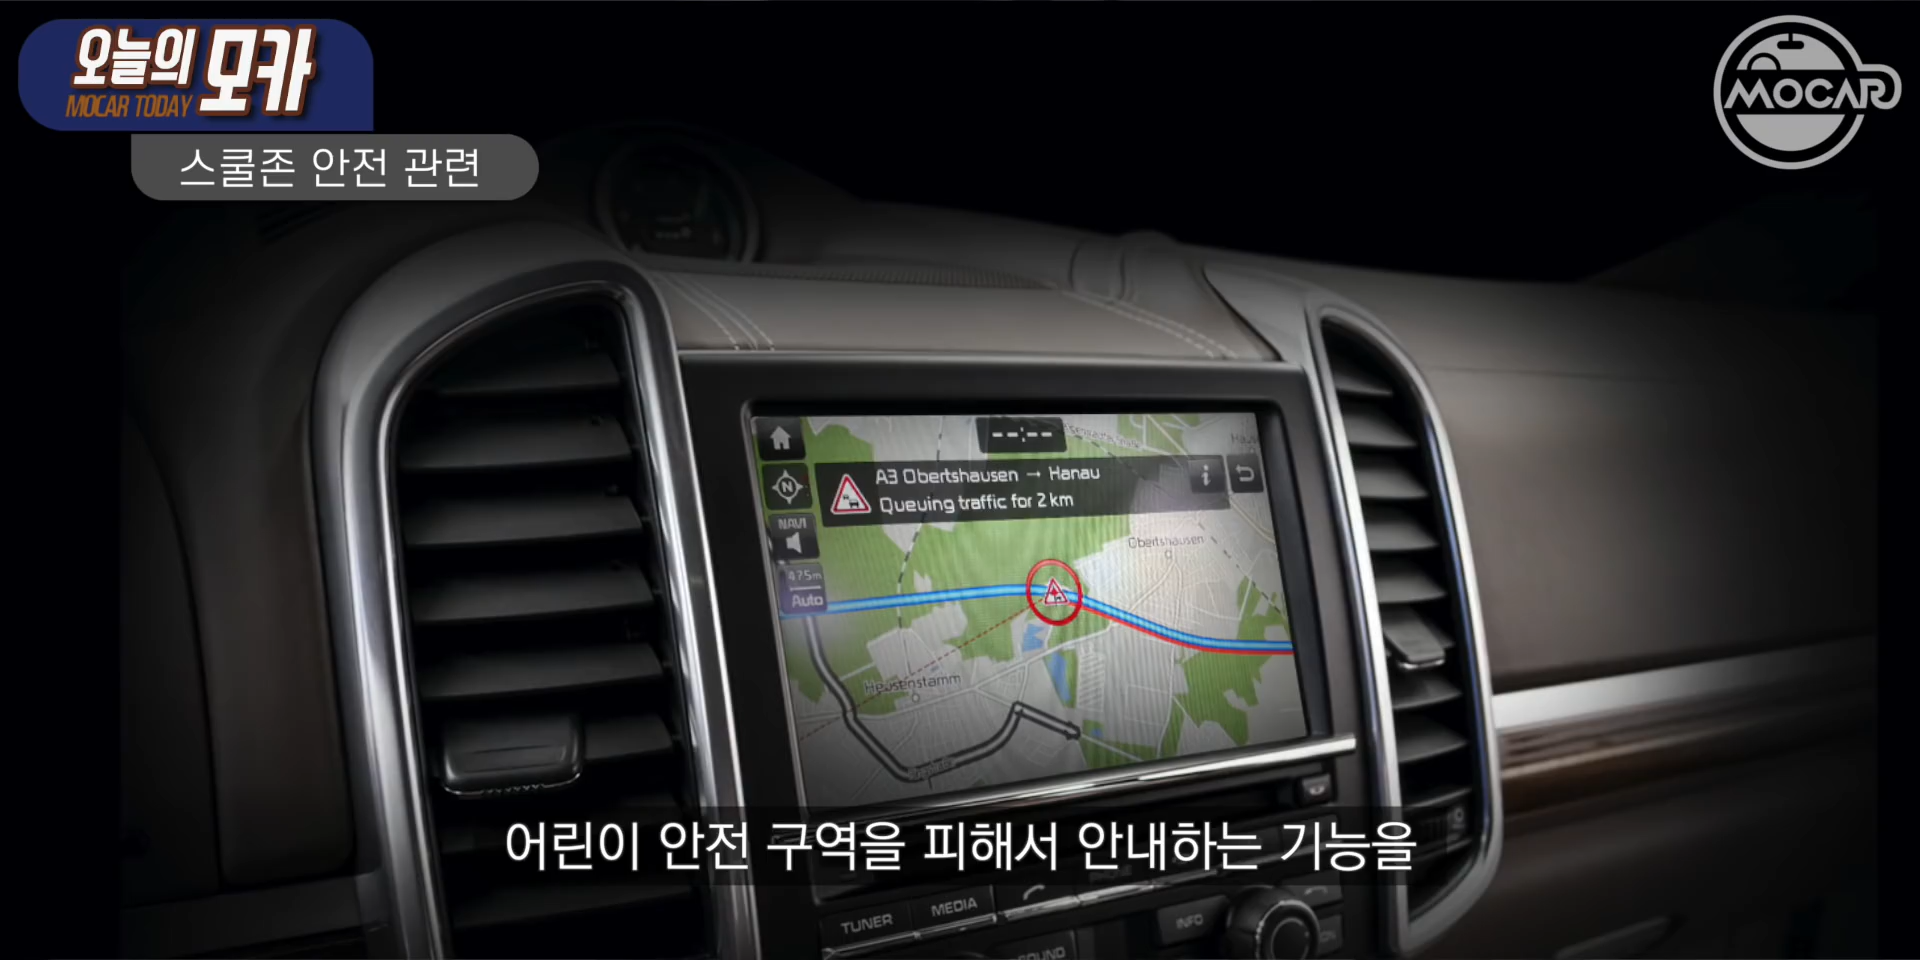 오늘의 모카
MOCAR TODAY
MOCAR
스쿨존 안전 관련
A3 Obertshausen → Hanau
Queuing traffic for 2 km
N
NAVI
475m
Auto
Obertshausen
Heusenstamm
어린이 안전 구역을 피해서 안내하는 기능을
TUNER
MEDIA
INFO